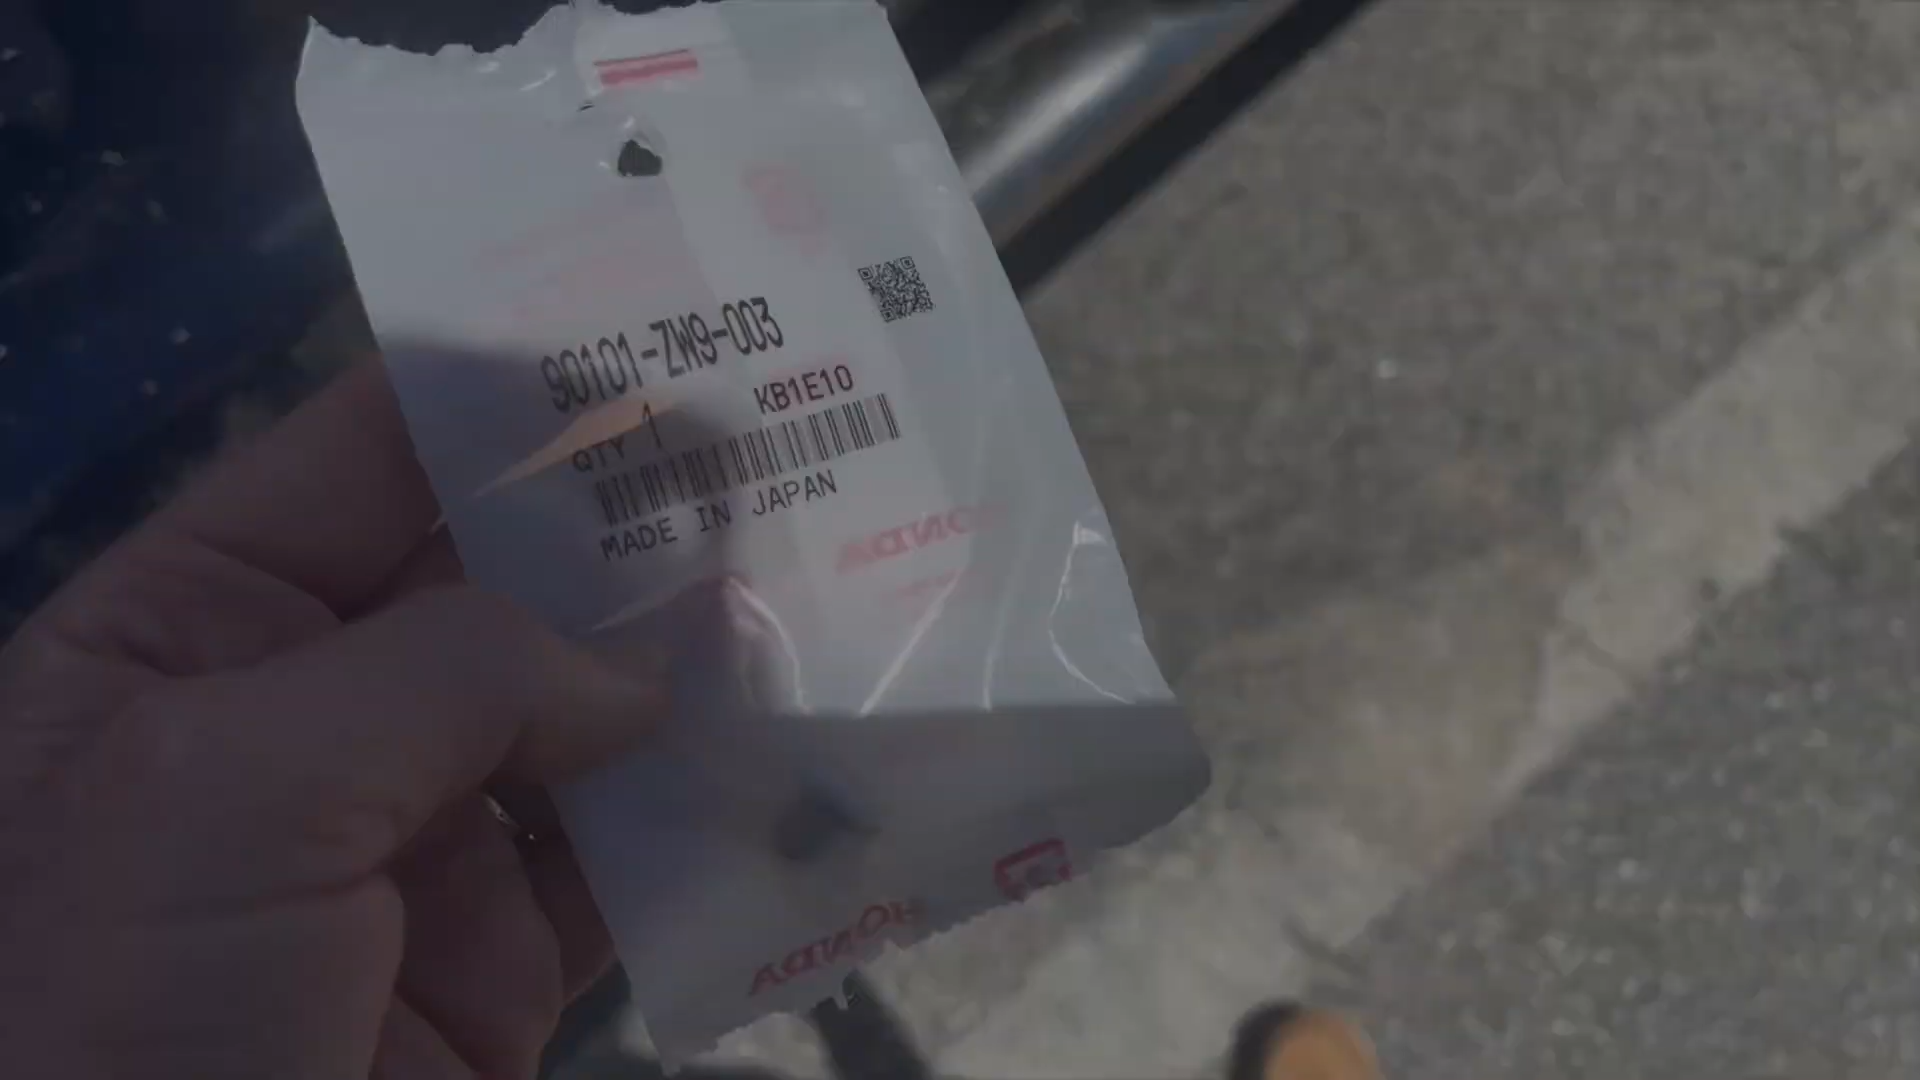 90101-ZW9-003
QTY 1 KB1E10
MADE IN JAPAN
HONDA
HONDA